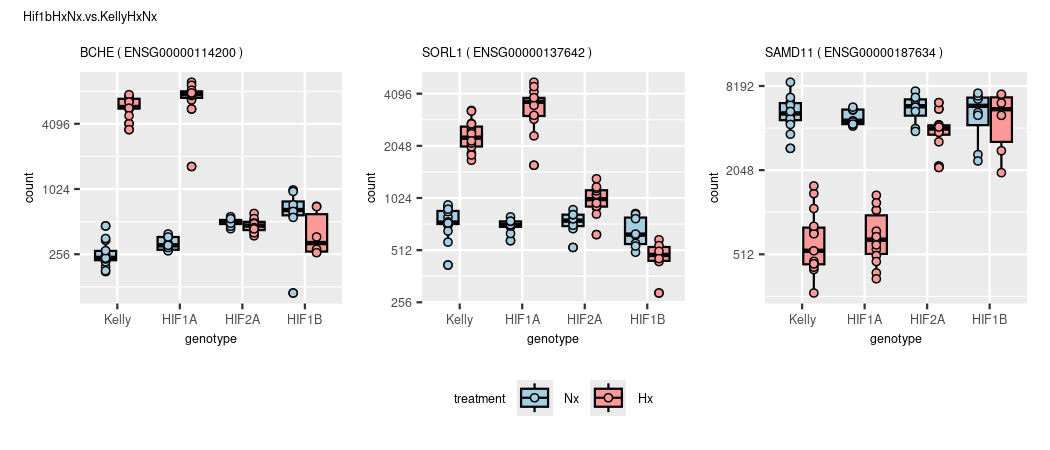 Hif1bHxNx.vs.KellyHxNx
BCHE ( ENSG00000114200 )
SORL1 ( ENSG00000137642 )
SAMD11 ( ENSG00000187634 )
count
4096
1024
256
Kelly HIF1A HIF2A HIF1B
genotype
count
4096
2048
1024
512
256
Kelly HIF1A HIF2A HIF1B
genotype
count
8192
2048
512
Kelly HIF1A HIF2A HIF1B
genotype
treatment Nx Hx